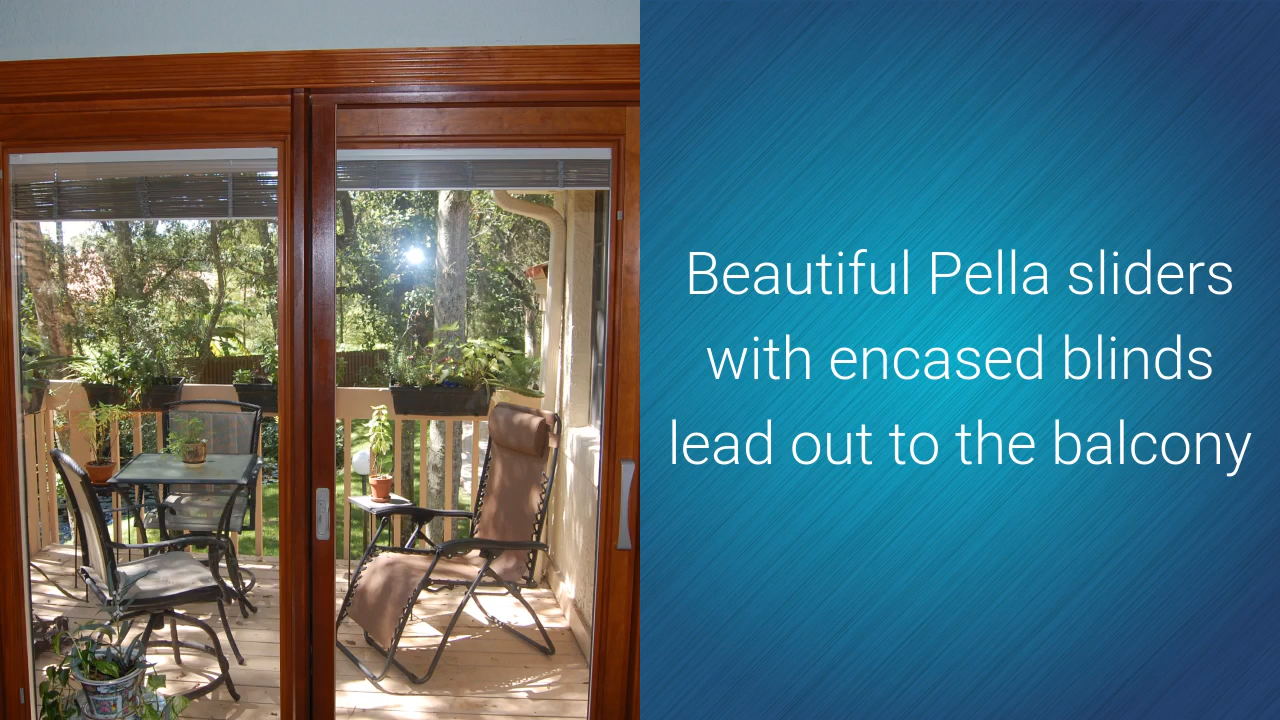 Beautiful Pella sliders
with encased blinds
lead out to the balcony